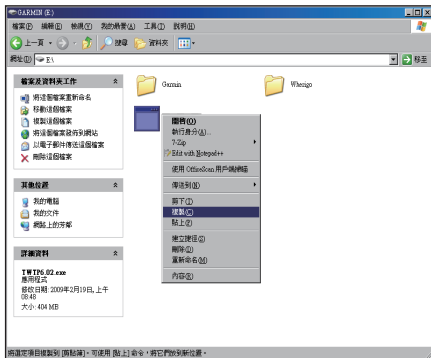 GARMIN (E:)
檔案(F) 編輯(E) 檢視(V) 我的最愛(A) 工具(T) 說明(H)
上一頁 搜尋 資料夾
網址(D) E:\ 移至
檔案及資料夾工作
將這個檔案重新命名
移動這個檔案
複製這個檔案
將這個檔案發佈到網站
以電子郵件傳送這個檔案
刪除這個檔案
其他位置
我的電腦
我的文件
網路上的芳鄰
詳細資料
TWTP6.02.exe
應用程式
修改日期: 2009年2月19日, 上午
08:48
大小: 404 MB
Garmin Wherigo
開啟(O)
執行身分(A)...
7-Zip
Edit with Notepad++
使用 OfficeScan 用戶端掃瞄
傳送到(N)
剪下(T)
複製(C)
貼上(P)
建立捷徑(S)
刪除(D)
重新命名(M)
內容(R)
將選定項目複製到 [剪貼簿]。可使用 [貼上] 命令，將它們放到新位置。